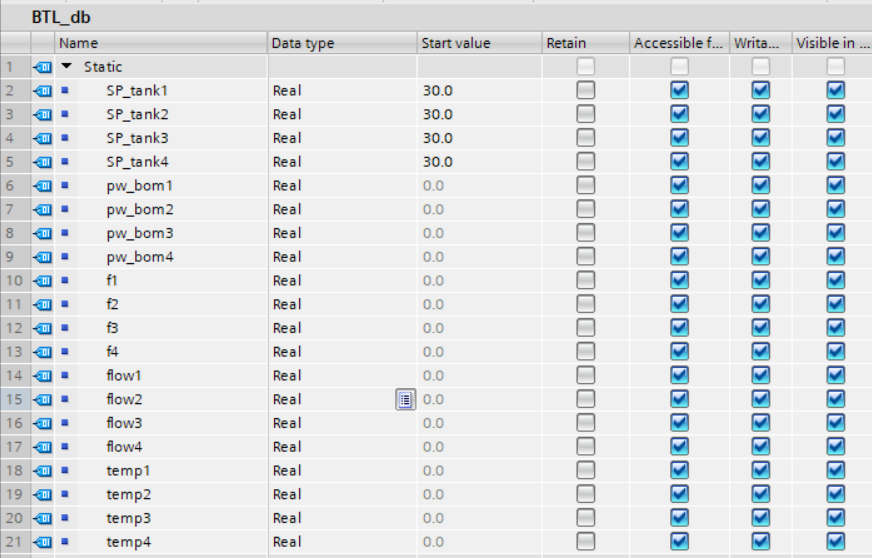 BTL_db
Name Data type Start value Retain Accessible f... Writa... Visible in ...
1 Static
2 SP_tank1 Real 30.0
3 SP_tank2 Real 30.0
4 SP_tank3 Real 30.0
5 SP_tank4 Real 30.0
6 pw_bom1 Real 0.0
7 pw_bom2 Real 0.0
8 pw_bom3 Real 0.0
9 pw_bom4 Real 0.0
10 f1 Real 0.0
11 f2 Real 0.0
12 f3 Real 0.0
13 f4 Real 0.0
14 flow1 Real 0.0
15 flow2 Real 0.0
16 flow3 Real 0.0
17 flow4 Real 0.0
18 temp1 Real 0.0
19 temp2 Real 0.0
20 temp3 Real 0.0
21 temp4 Real 0.0